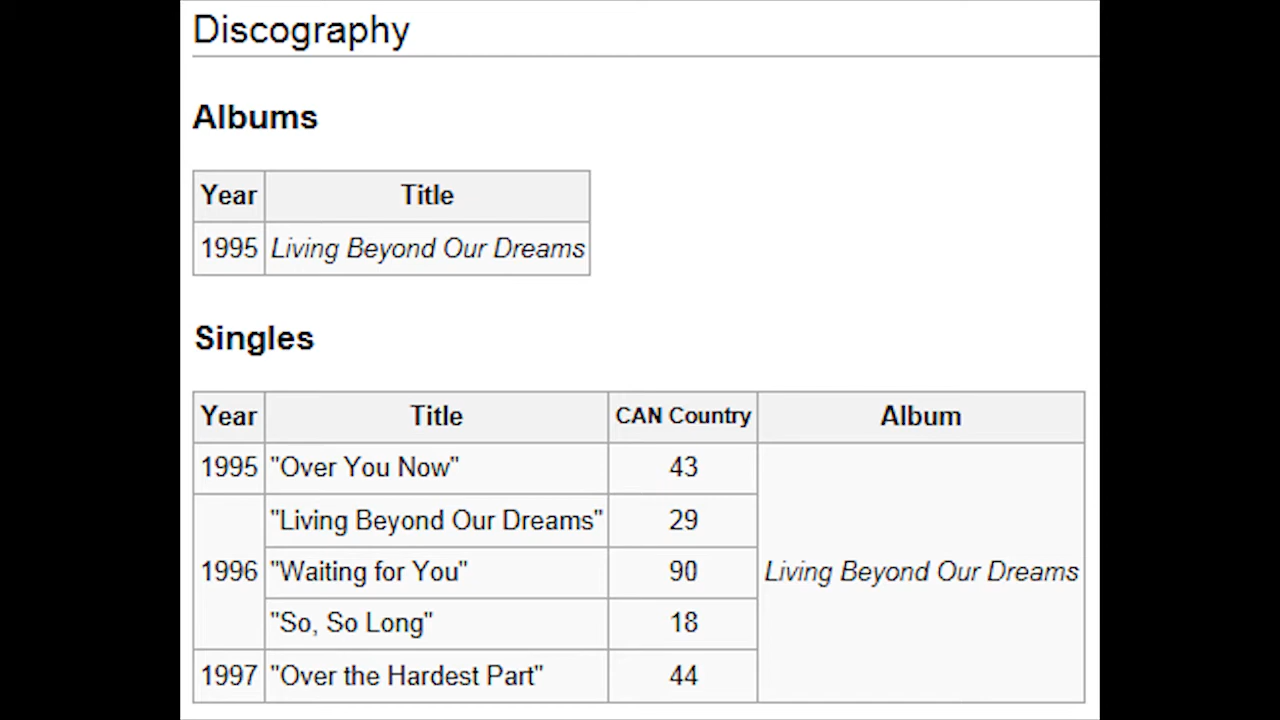 Discography
Albums
Year Title
1995 Living Beyond Our Dreams
Singles
Year Title CAN Country Album
1995 "Over You Now" 43
"Living Beyond Our Dreams" 29
1996 "Waiting for You" 90 Living Beyond Our Dreams
"So, So Long" 18
1997 "Over the Hardest Part" 44